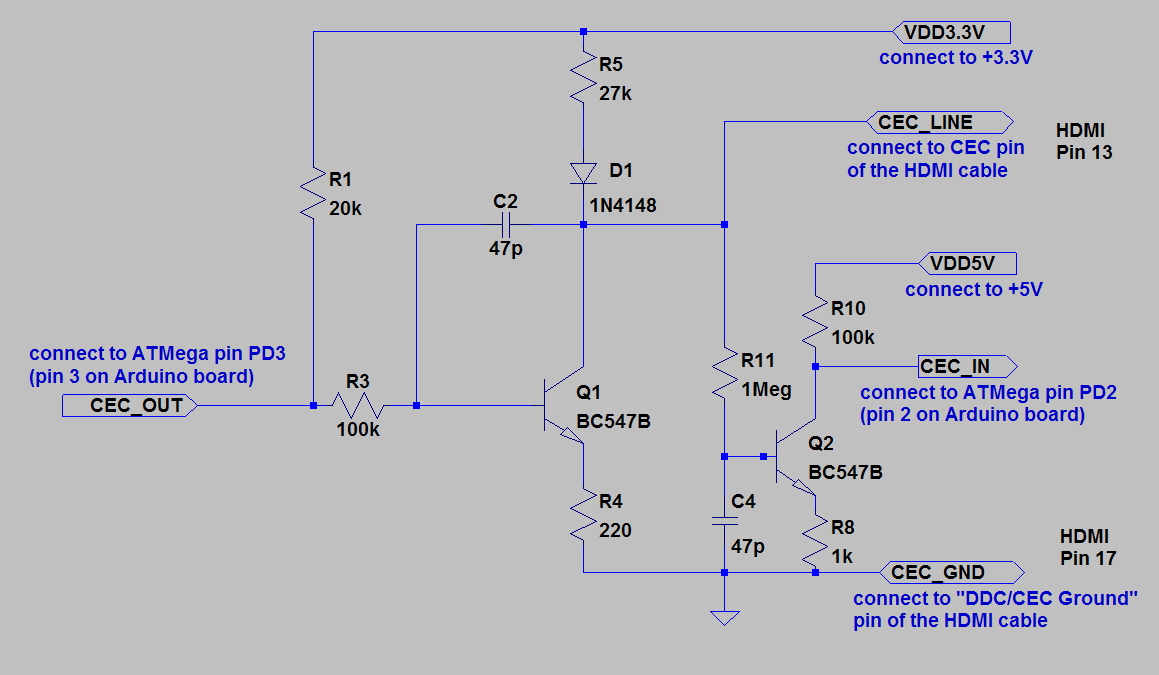 VDD3.3V
connect to +3.3V
R5
27k
CEC_LINE
connect to CEC pin
of the HDMI cable
HDMI
Pin 13
D1
1N4148
R1
20k
C2
47p
VDD5V
connect to +5V
R10
100k
connect to ATMega pin PD3
(pin 3 on Arduino board)
CEC_OUT
R3
100k
R11
1Meg
CEC_IN
connect to ATMega pin PD2
(pin 2 on Arduino board)
Q1
BC547B
Q2
BC547B
R4
220
C4
47p
R8
1k
HDMI
Pin 17
CEC_GND
connect to "DDC/CEC Ground"
pin of the HDMI cable